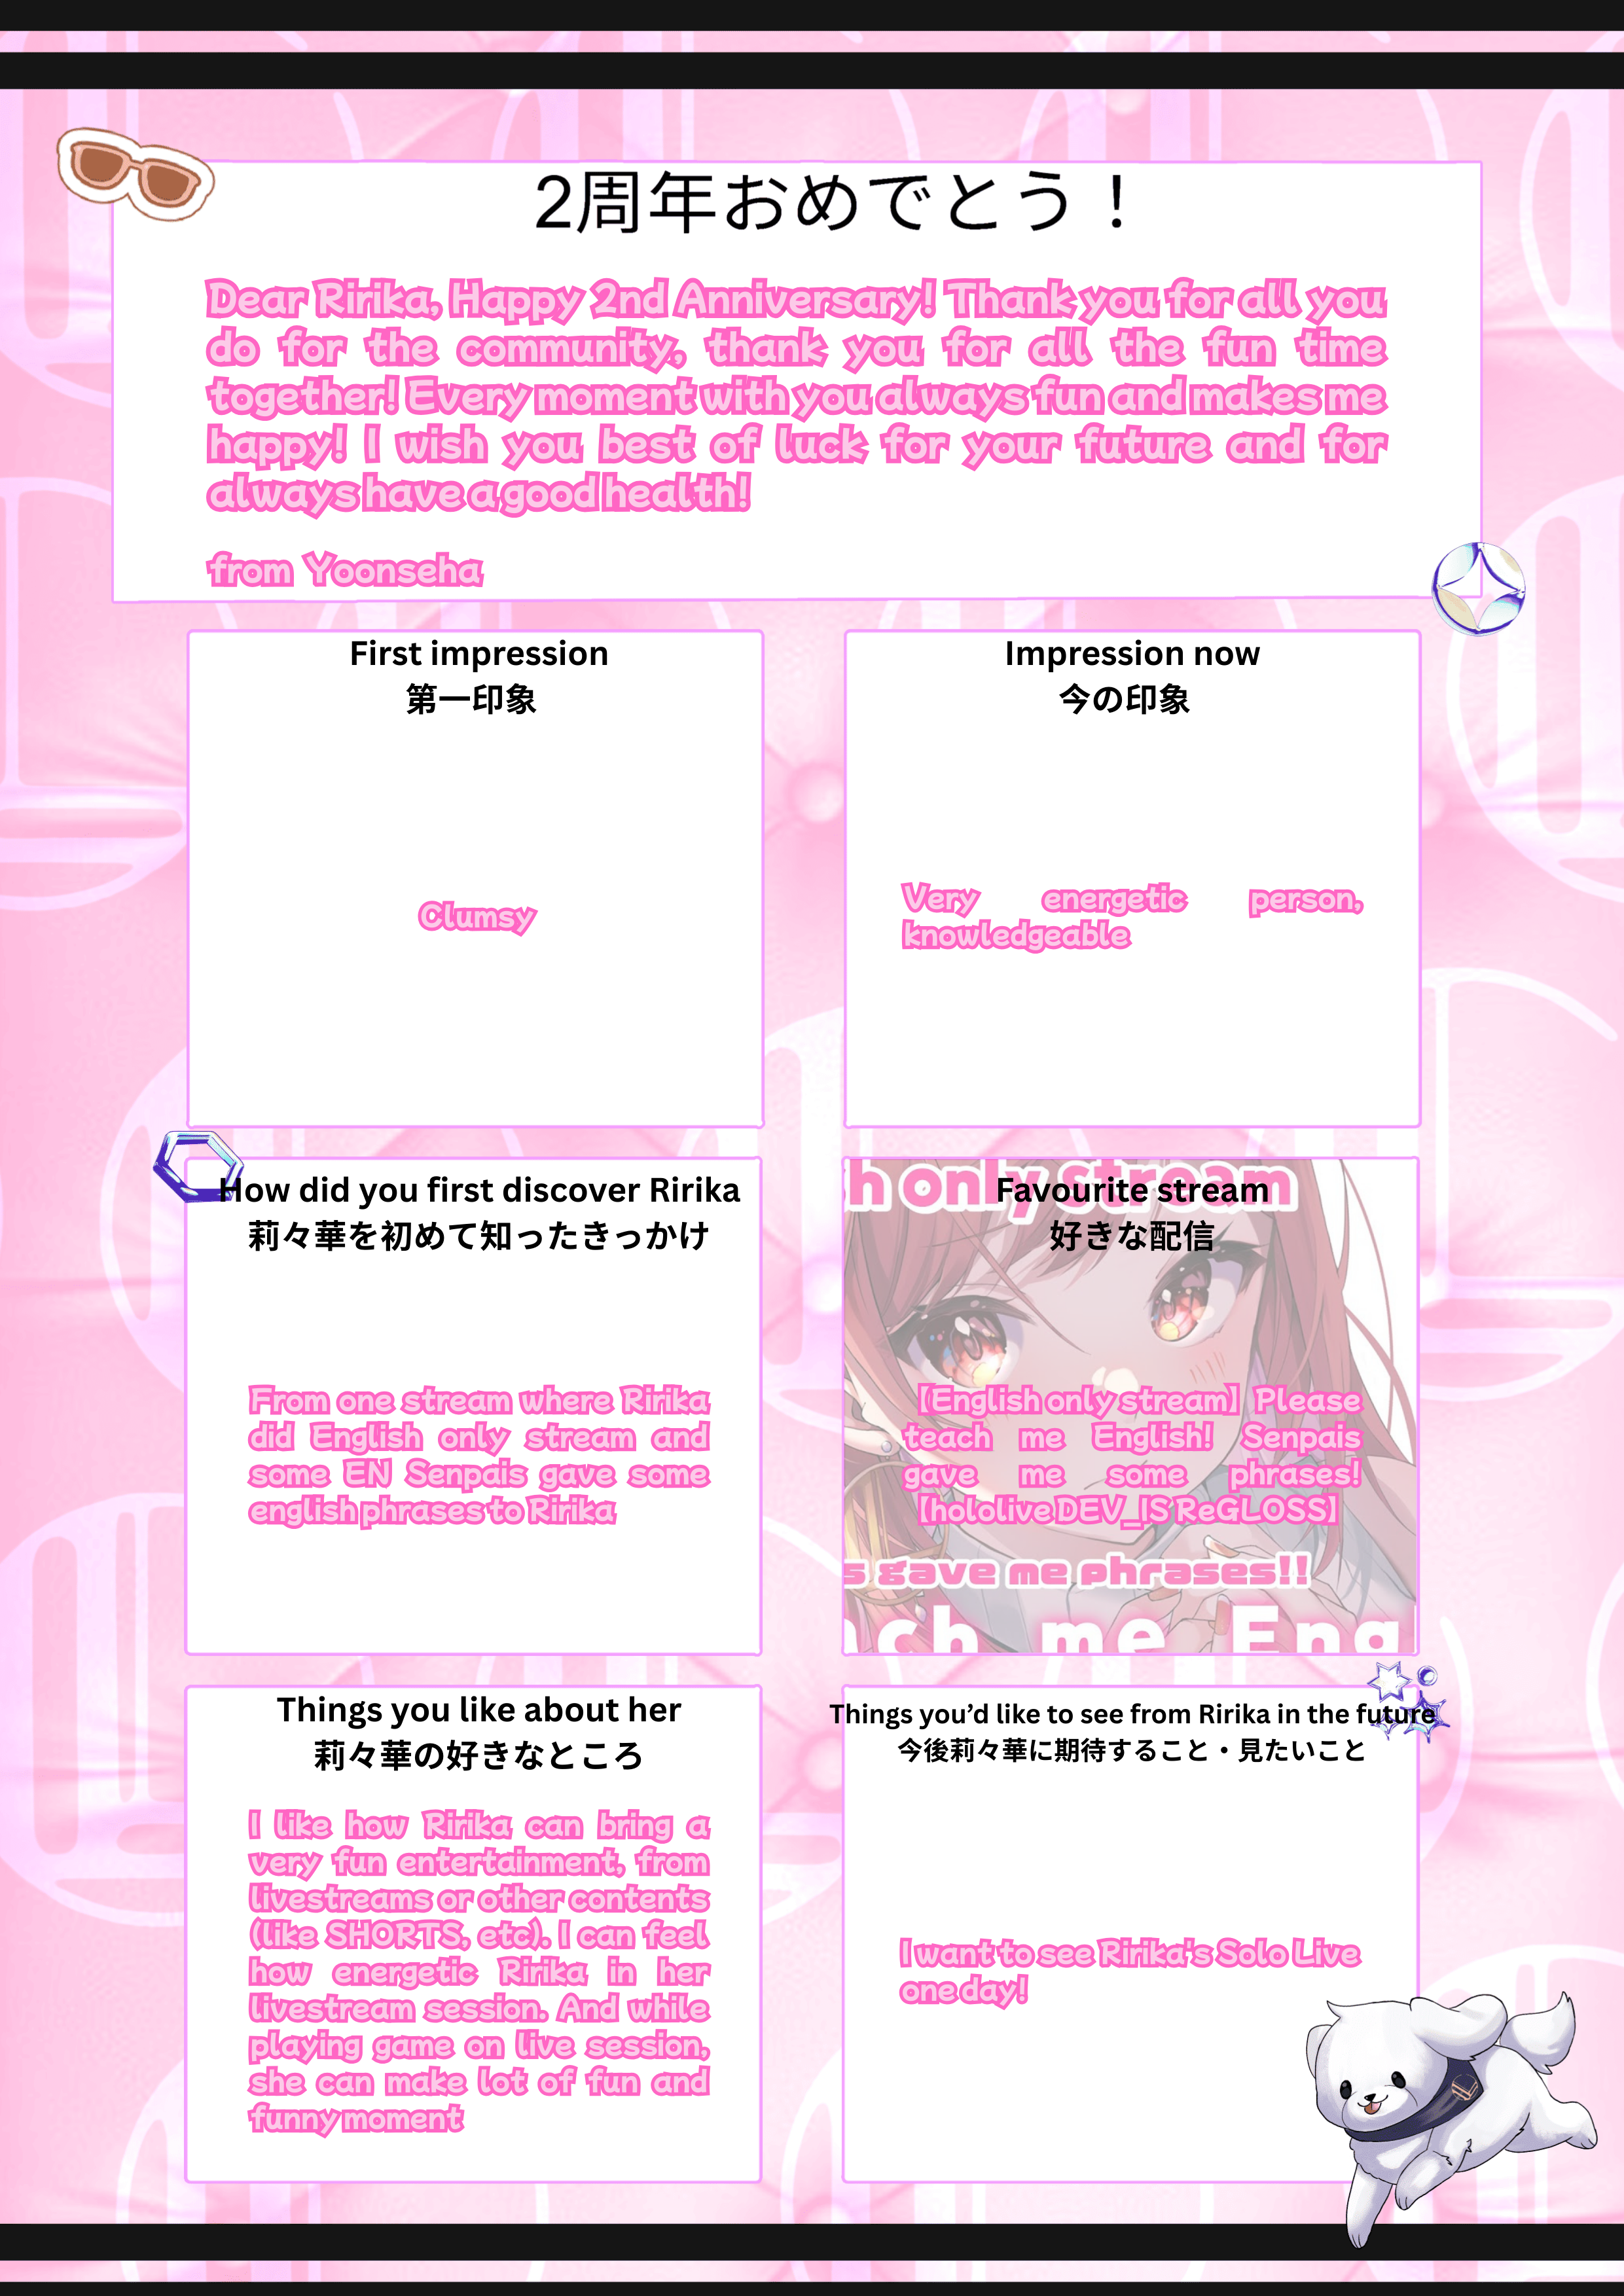 2周年おめでとう！
Dear Ririka, Happy 2nd Anniversary! Thank you for all you
do for the community, thank you for all the fun time
together! Every moment with you always fun and makes me
happy! I wish you best of luck for your future and for
always have a good health!
from Yoonseha
First impression
第一印象
Clumsy
Impression now
今の印象
Very energetic person,
knowledgeable
How did you first discover Ririka
莉々華を初めて知ったきっかけ
From one stream where Ririka
did English only stream and
some EN Senpais gave some
english phrases to Ririka
h only stream
Favourite stream
好きな配信
【English only stream】Please
teach me English! Senpais
gave me some phrases!
【hololive DEV_IS ReGLOSS】
s gave me phrases!!
ach me Eng
Things you like about her
莉々華の好きなところ
I like how Ririka can bring a
very fun entertainment, from
livestreams or other contents
(like SHORTS, etc). I can feel
how energetic Ririka in her
livestream session. And while
playing game on live session,
she can make lot of fun and
funny moment
Things you’d like to see from Ririka in the future
今後莉々華に期待すること・見たいこと
I want to see Ririka's Solo Live
one day!